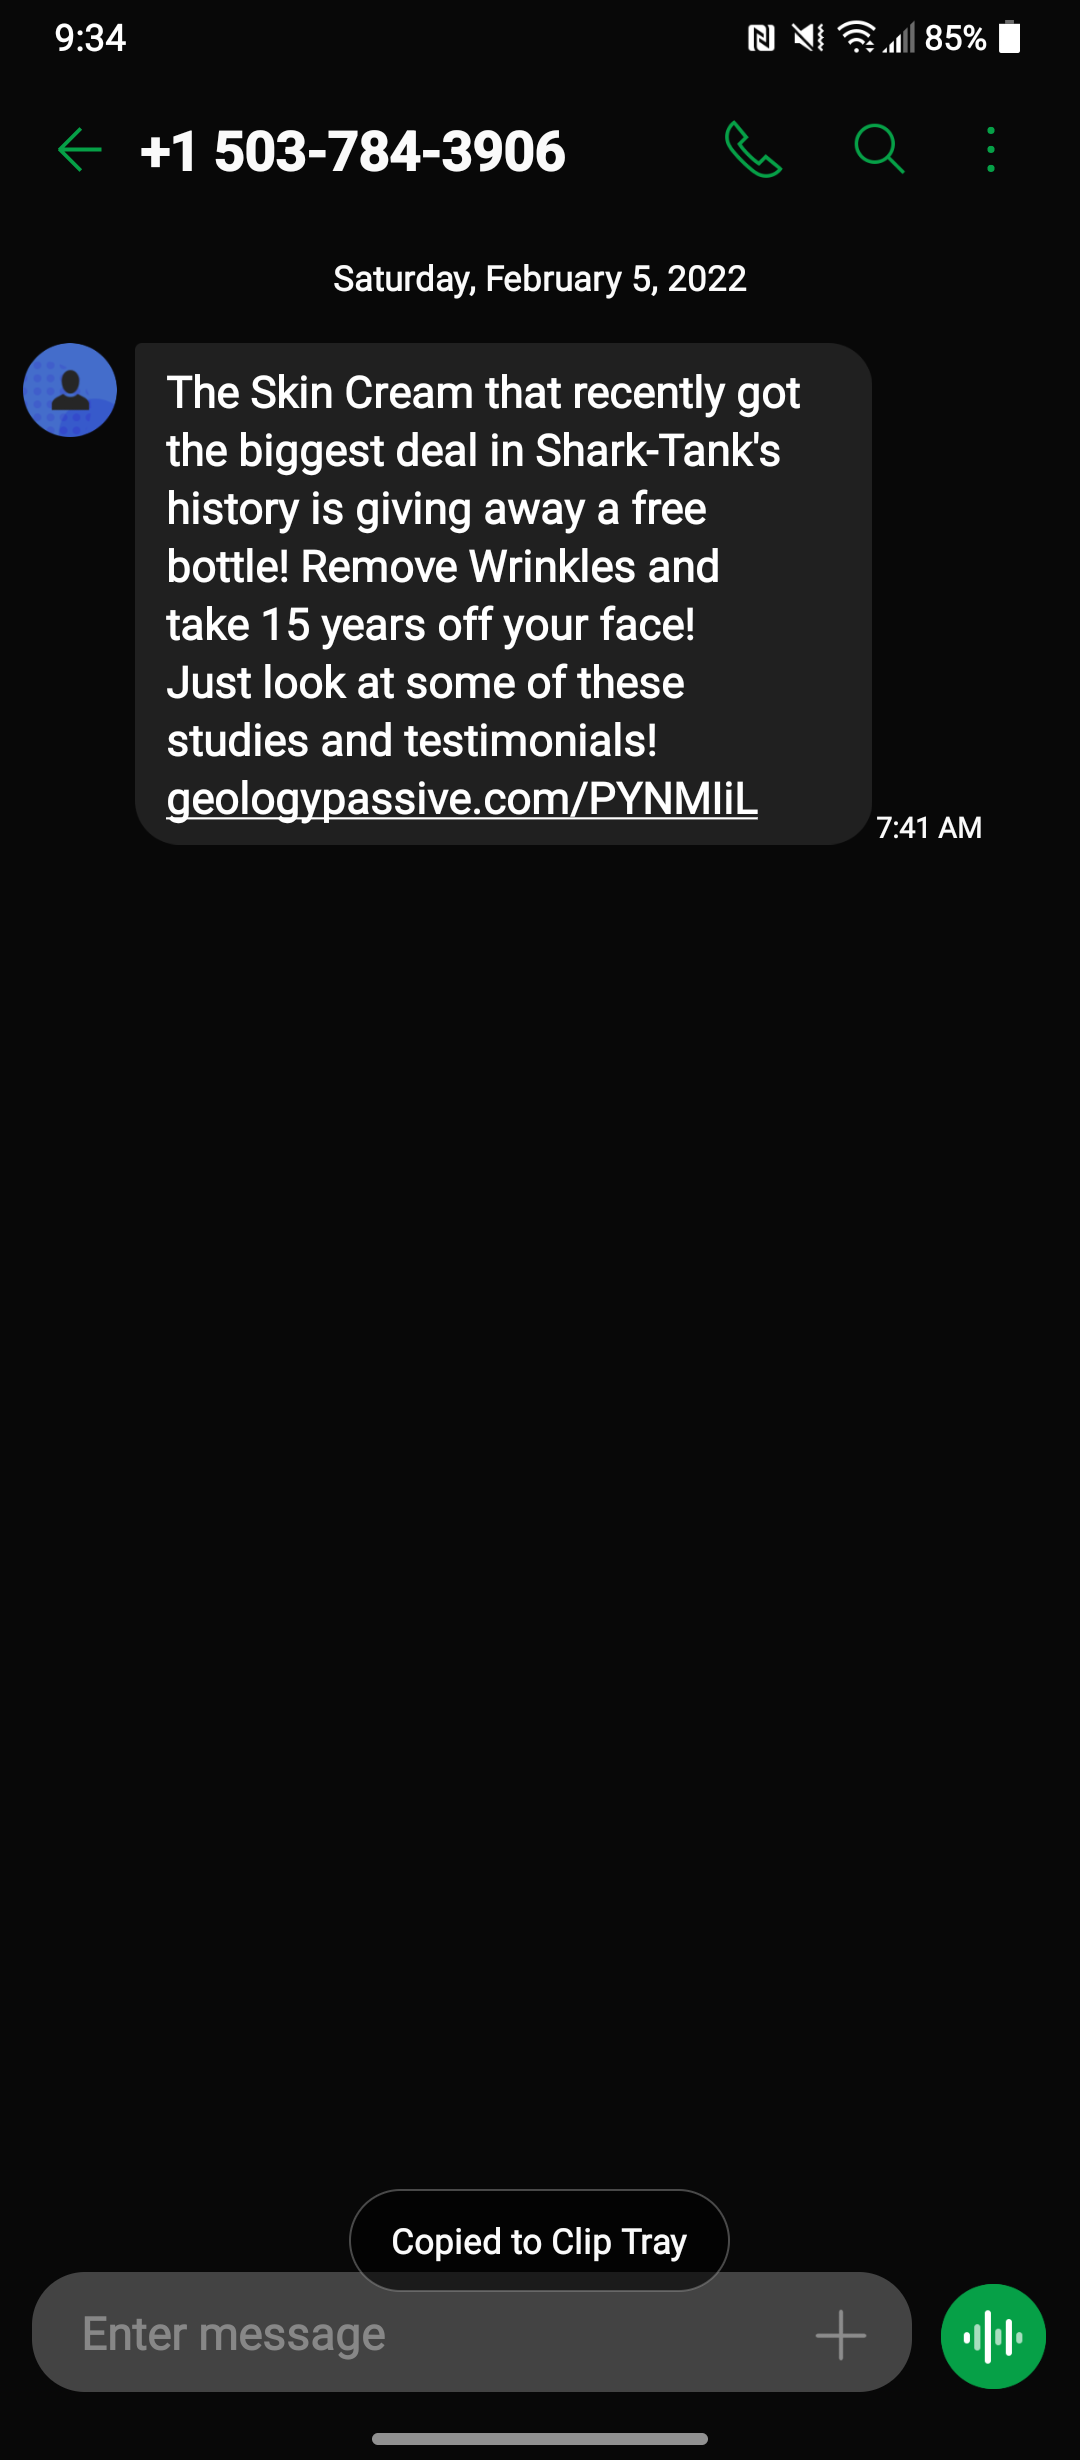 9:34 85%
+1 503-784-3906
Saturday, February 5, 2022
The Skin Cream that recently got
the biggest deal in Shark-Tank's
history is giving away a free
bottle! Remove Wrinkles and
take 15 years off your face!
Just look at some of these
studies and testimonials!
geologypassive.com/PYNMIiL
7:41 AM
Copied to Clip Tray
Enter message